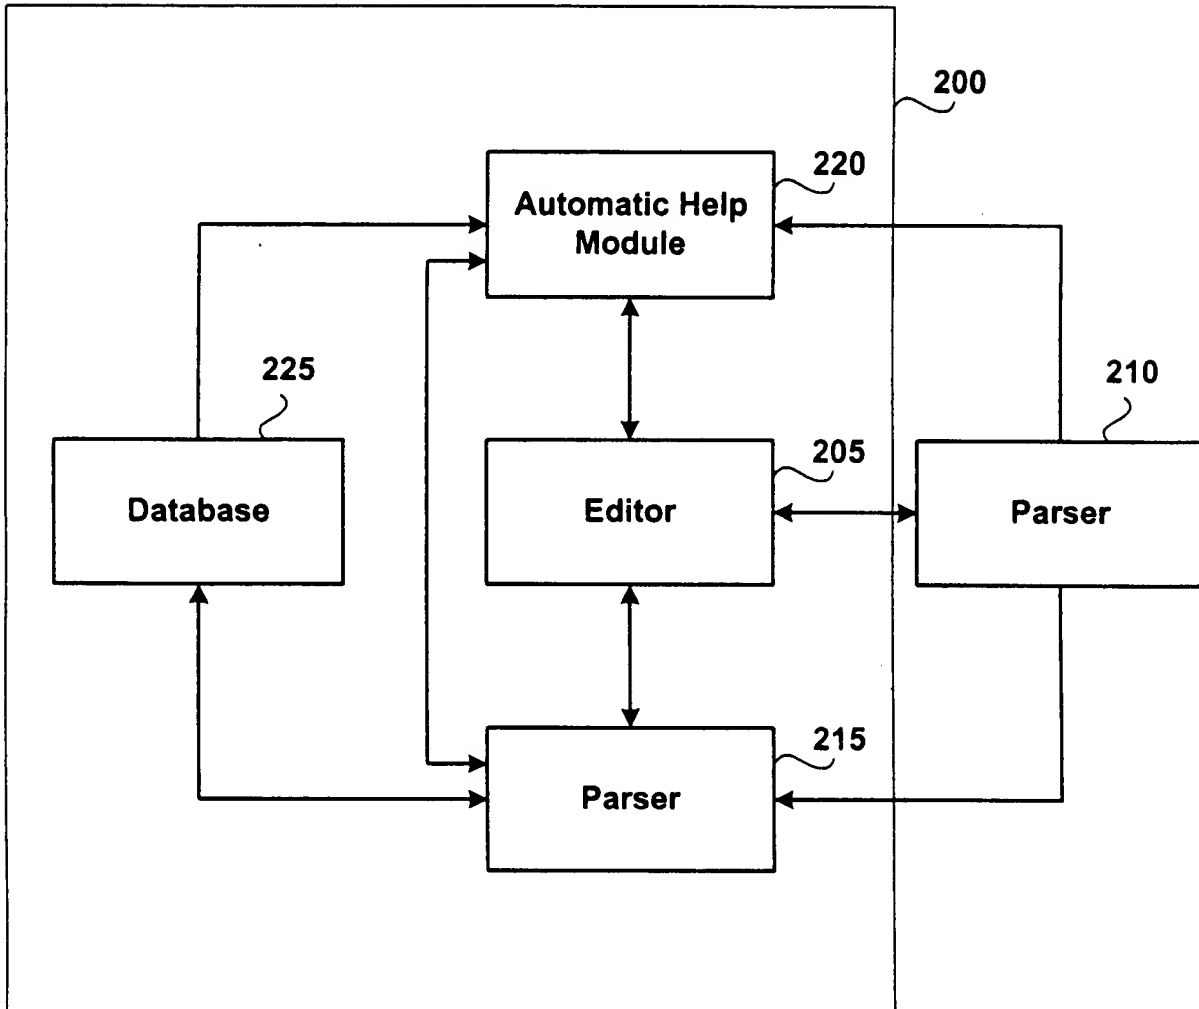 200
220
Automatic Help
Module
225
210
205
Database
Editor
Parser
215
Parser